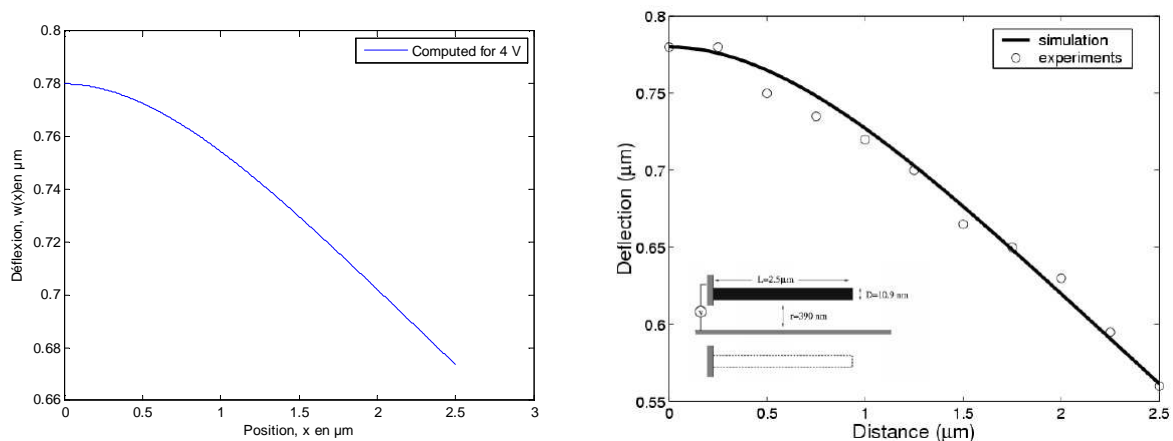 0.8
0.78
0.76
0.74
0.72
0.7
0.68
0.66
Déflexion, w(x)en µm
0
0.5
1
1.5
2
2.5
3
Position, x en µm
Computed for 4 V
0.8
0.75
0.7
0.65
0.6
0.55
Deflection (µm)
0
0.5
1
1.5
2
2.5
Distance (µm)
simulation
experiments
L=2.5µm
D=10.9 nm
r=390 nm